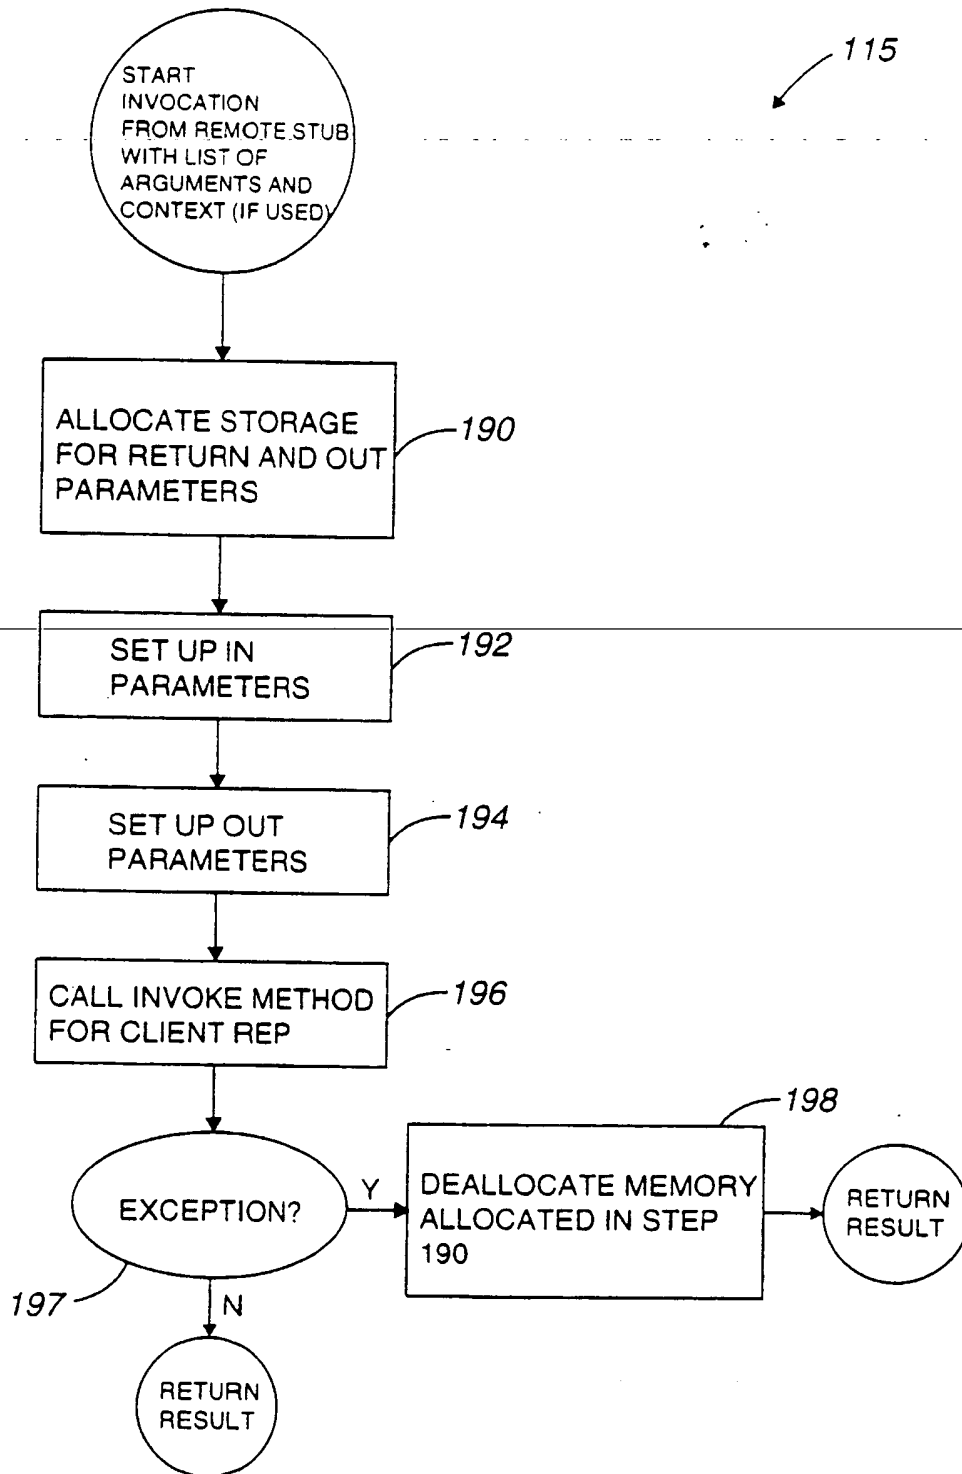 115
START
INVOCATION
FROM REMOTE STUB
WITH LIST OF
ARGUMENTS AND
CONTEXT (IF USED)
ALLOCATE STORAGE
FOR RETURN AND OUT
PARAMETERS
190
SET UP IN
PARAMETERS
192
SET UP OUT
PARAMETERS
194
CALL INVOKE METHOD
FOR CLIENT REP
196
EXCEPTION?
197
Y
N
DEALLOCATE MEMORY
ALLOCATED IN STEP
190
198
RETURN
RESULT
RETURN
RESULT